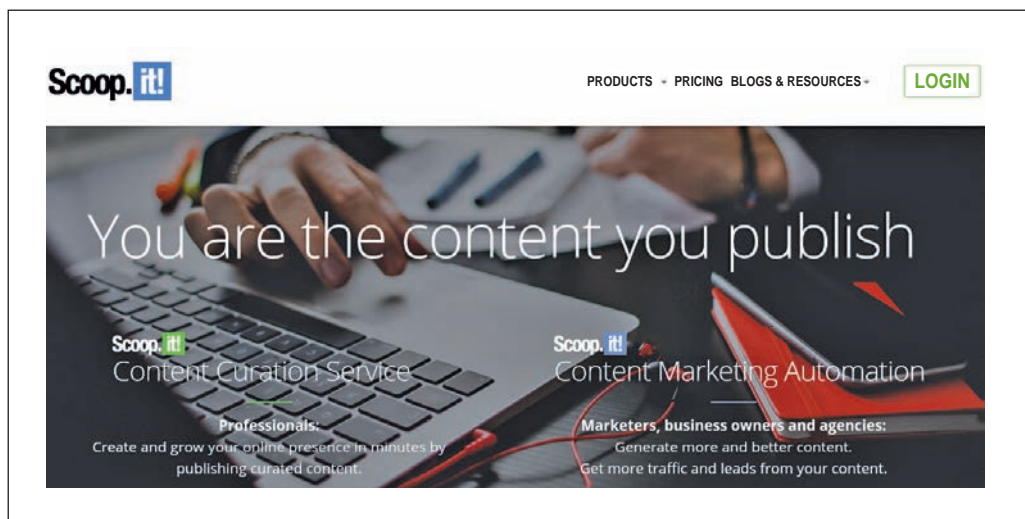 Scoop.it!
PRODUCTS PRICING BLOGS & RESOURCES
LOGIN
You are the content you publish
Scoop.it!
Content Curation Service
Professionals:
Create and grow your online presence in minutes by
publishing curated content.
Scoop.it!
Content Marketing Automation
Marketers, business owners and agencies:
Generate more and better content.
Get more traffic and leads from your content.